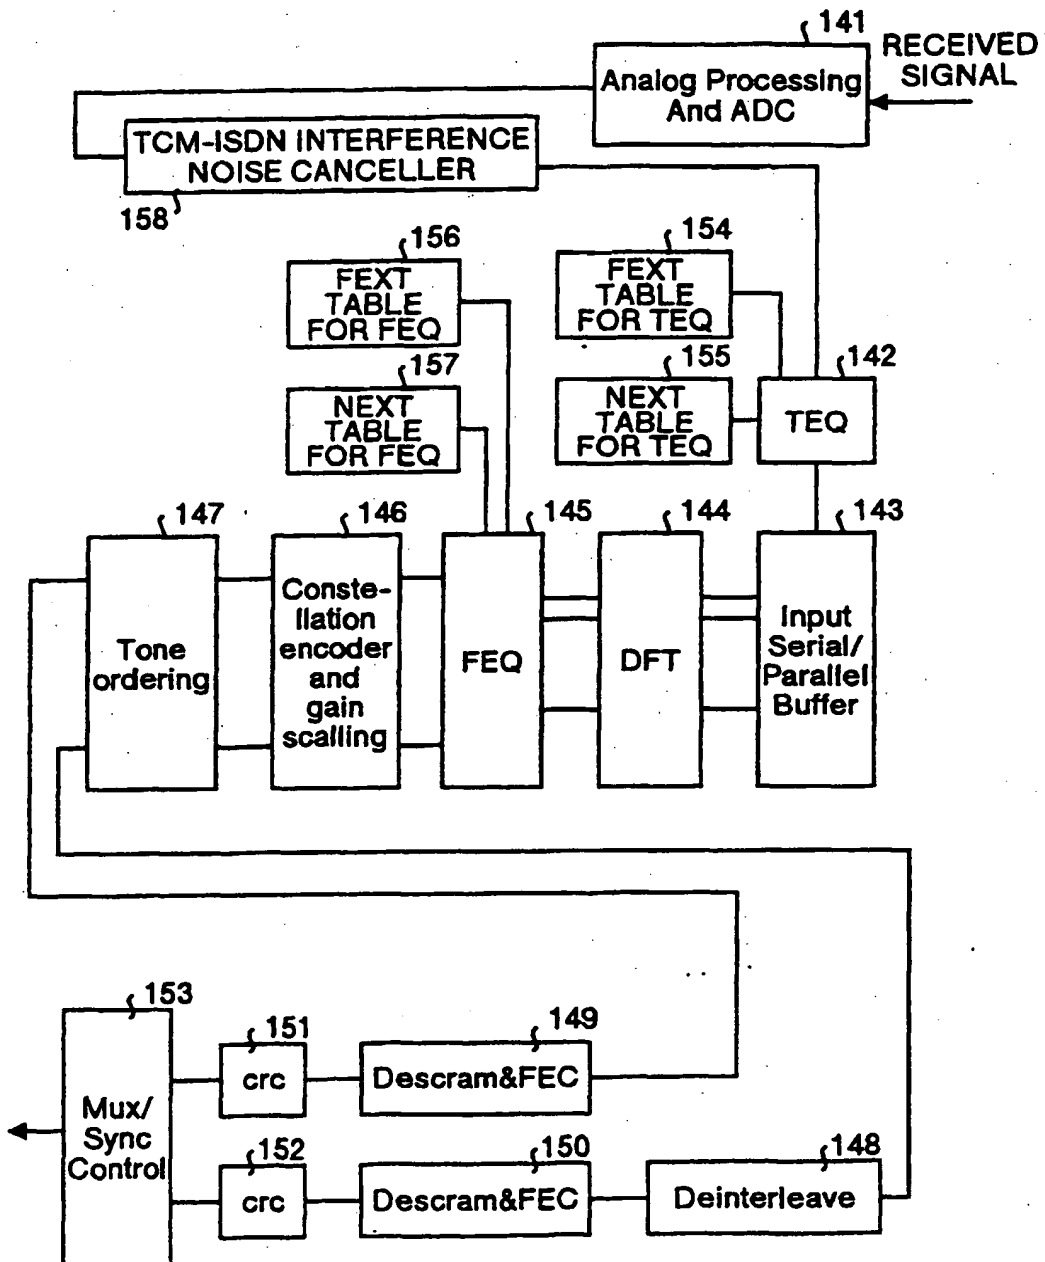 141
RECEIVED
SIGNAL
Analog Processing
And ADC
TCM-ISDN INTERFERENCE
NOISE CANCELLER
158
156
FEXT
TABLE
FOR FEQ
154
FEXT
TABLE
FOR TEQ
157
NEXT
TABLE
FOR FEQ
155
NEXT
TABLE
FOR TEQ
142
TEQ
147
Tone
ordering
146
Conste-
llation
encoder
and
gain
scalling
145
FEQ
144
DFT
143
Input
Serial/
Parallel
Buffer
153
Mux/
Sync
Control
151
crc
149
Descram&FEC
152
crc
150
Descram&FEC
148
Deinterleave